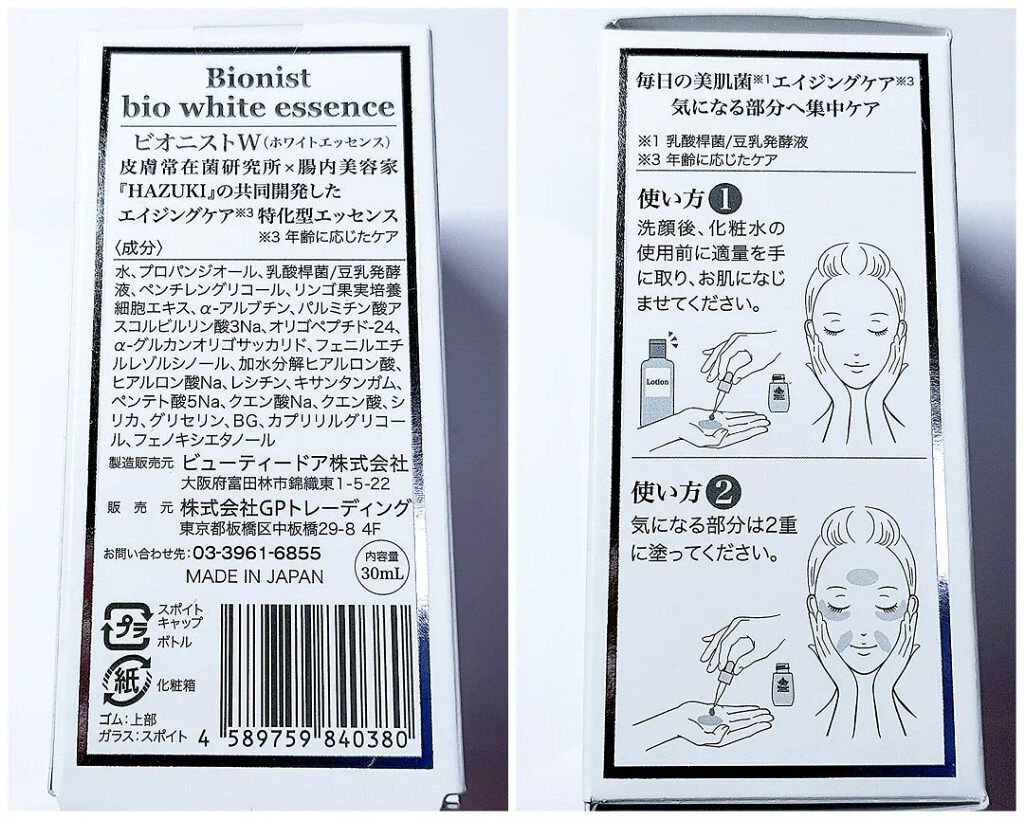 Bionist
bio white essence
ビオニストW(ホワイトエッセンス)
皮膚常在菌研究所×腸内美容家
『HAZUKI』の共同開発した
エイジングケア※3 特化型エッセンス
※3 年齢に応じたケア
〈成分〉
水、プロパンジオール、乳酸桿菌/豆乳発酵
液、ペンチレングリコール、リンゴ果実培養
細胞エキス、α-アルブチン、パルミチン酸ア
スコルビルリン酸3Na、オリゴペプチド-24、
α-グルカンオリゴサッカリド、フェニルエチ
ルレゾルシノール、加水分解ヒアルロン酸、
ヒアルロン酸Na、レシチン、キサンタンガム、
ペンテト酸5Na、クエン酸Na、クエン酸、シ
リカ、グリセリン、BG、カプリリルグリコー
ル、フェノキシエタノール
製造販売元 ビューティードア株式会社
大阪府富田林市錦織東1-5-22
販売元 株式会社GPトレーディング
東京都板橋区中板橋29-8 4F
お問い合わせ先:03-3961-6855
MADE IN JAPAN
内容量
30mL
プラ
スポイト
キャップ
ボトル
紙
化粧箱
ゴム:上部
ガラス:スポイト
4 589759 840380
毎日の美肌菌※1エイジングケア※3
気になる部分へ集中ケア
※1 乳酸桿菌/豆乳発酵液
※3 年齢に応じたケア
使い方1
洗顔後、化粧水の
使用前に適量を手
に取り、お肌になじ
ませてください。
Lotion
使い方2
気になる部分は2重
に塗ってください。